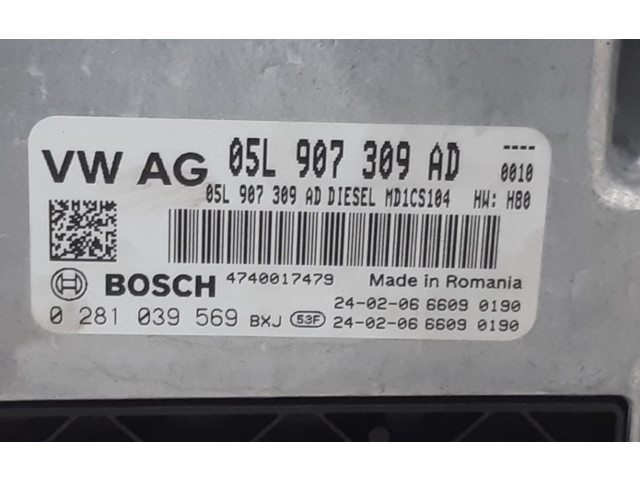 VW AG 05L 907 309 AD ----
0010
05L 907 309 AD DIESEL MD1CS104 HW: H80
BOSCH 4740017479 Made in Romania
24-02-06 6609 0190
0 281 039 569 BXJ 53F 24-02-06 6609 0190